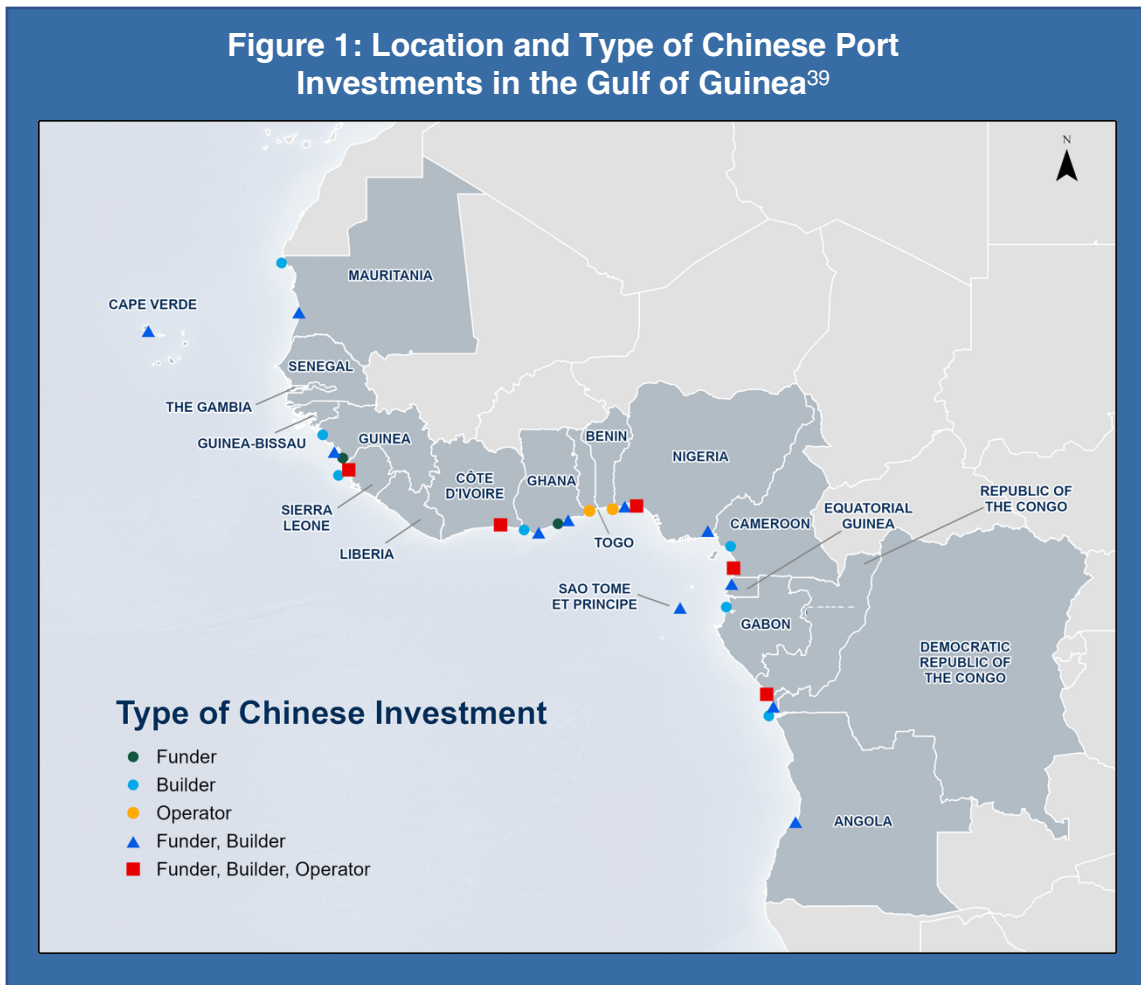 Figure 1: Location and Type of Chinese Port
Investments in the Gulf of Guinea39
N
MAURITANIA
CAPE VERDE
SENEGAL
THE GAMBIA
GUINEA-BISSAU
GUINEA
SIERRA
LEONE
LIBERIA
CÔTE
D'IVOIRE
GHANA
BENIN
TOGO
NIGERIA
CAMEROON
EQUATORIAL
GUINEA
REPUBLIC OF
THE CONGO
SAO TOME
ET PRINCIPE
GABON
DEMOCRATIC
REPUBLIC OF
THE CONGO
ANGOLA
Type of Chinese Investment
Funder
Builder
Operator
Funder, Builder
Funder, Builder, Operator